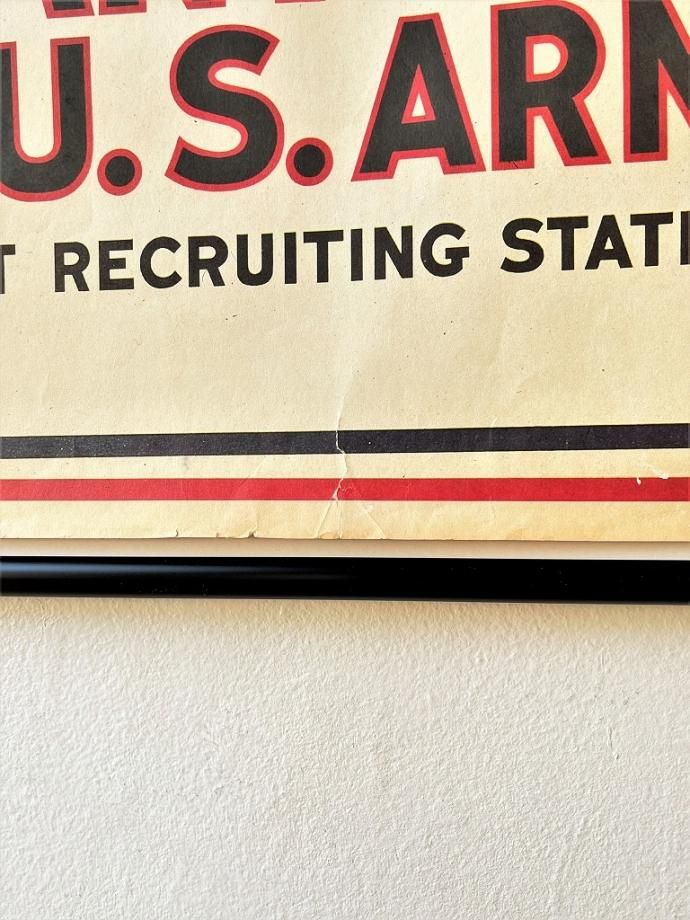 U.S. ARM
T RECRUITING STATI